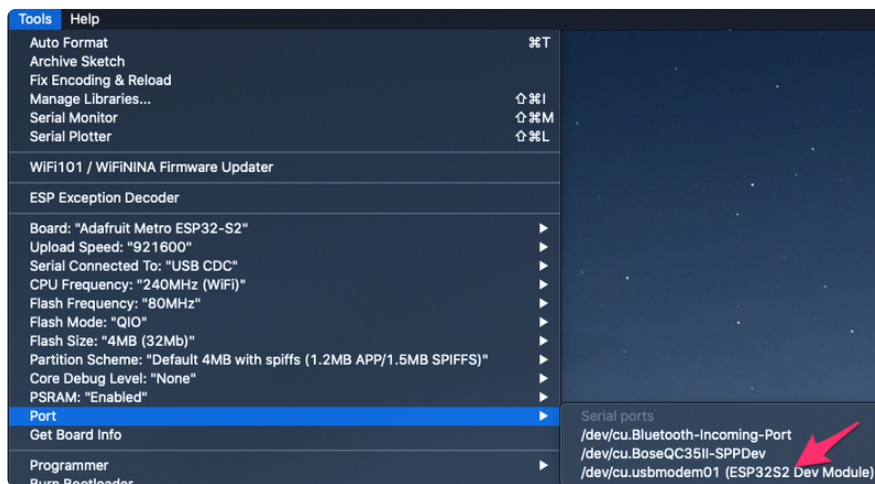 Tools Help
Auto Format ⌘T
Archive Sketch
Fix Encoding & Reload
Manage Libraries... ⇧⌘I
Serial Monitor ⇧⌘M
Serial Plotter ⇧⌘L
WiFi101 / WiFiNINA Firmware Updater
ESP Exception Decoder
Board: "Adafruit Metro ESP32-S2"
Upload Speed: "921600"
Serial Connected To: "USB CDC"
CPU Frequency: "240MHz (WiFi)"
Flash Frequency: "80MHz"
Flash Mode: "QIO"
Flash Size: "4MB (32Mb)"
Partition Scheme: "Default 4MB with spiffs (1.2MB APP/1.5MB SPIFFS)"
Core Debug Level: "None"
PSRAM: "Enabled"
Port
Serial ports
/dev/cu.Bluetooth-Incoming-Port
/dev/cu.BoseQC35II-SPPDev
/dev/cu.usbmodem01 (ESP32S2 Dev Module)
Get Board Info
Programmer
Burn Bootloader